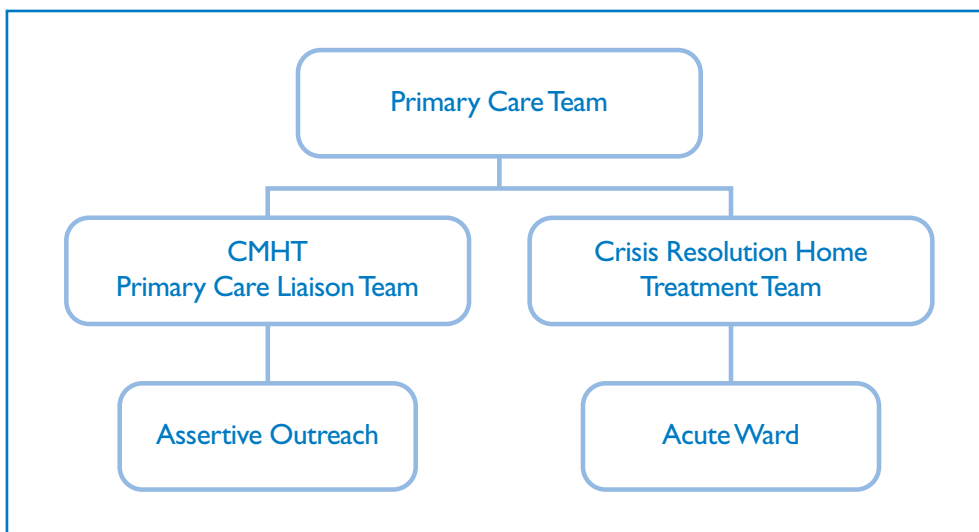 Primary Care Team
CMHT
Primary Care Liaison Team
Crisis Resolution Home
Treatment Team
Assertive Outreach
Acute Ward